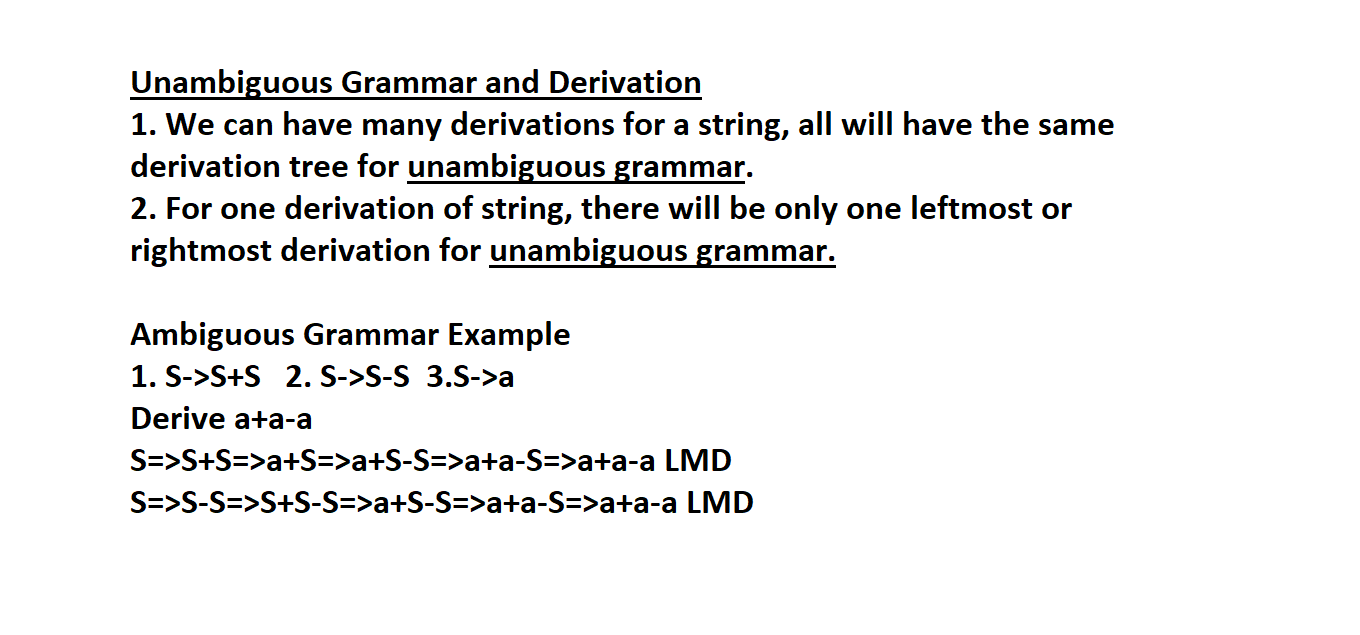 Unambiguous Grammar and Derivation
1. We can have many derivations for a string, all will have the same
derivation tree for unambiguous grammar.
2. For one derivation of string, there will be only one leftmost or
rightmost derivation for unambiguous grammar.
Ambiguous Grammar Example
1. S->S+S   2. S->S-S  3.S->a
Derive a+a-a
S=>S+S=>a+S=>a+S-S=>a+a-S=>a+a-a LMD
S=>S-S=>S+S-S=>a+S-S=>a+a-S=>a+a-a LMD